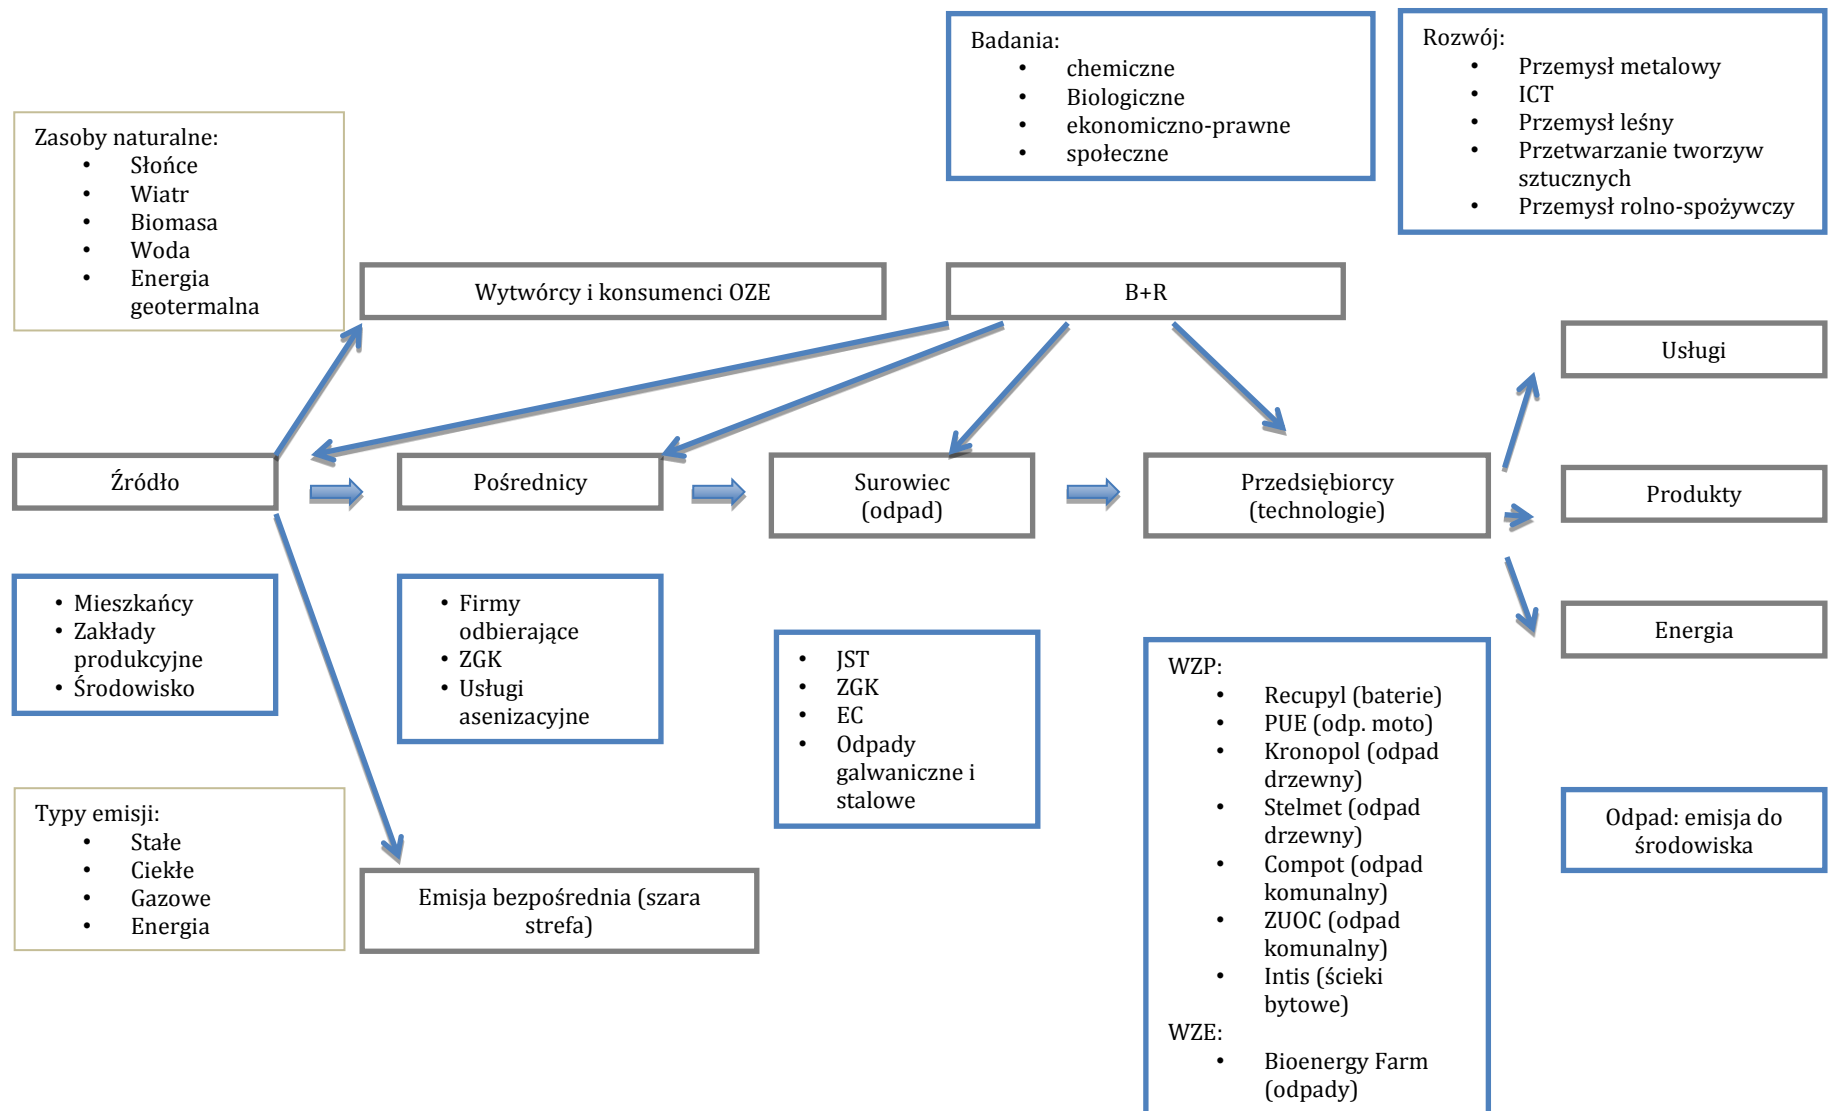 Badania:
• chemiczne
• Biologiczne
• ekonomiczno-prawne
• społeczne
Rozwój:
• Przemysł metalowy
• ICT
• Przemysł leśny
• Przetwarzanie tworzyw
sztucznych
• Przemysł rolno-spożywczy
Zasoby naturalne:
• Słońce
• Wiatr
• Biomasa
• Woda
• Energia
geotermalna
Wytwórcy i konsumenci OZE
B+R
Usługi
Źródło
Pośrednicy
Surowiec
(odpad)
Przedsiębiorcy
(technologie)
Produkty
Energia
• Mieszkańcy
• Zakłady
produkcyjne
• Środowisko
• Firmy
odbierające
• ZGK
• Usługi
asenizacyjne
• JST
• ZGK
• EC
• Odpady
galwaniczne i
stalowe
WZP:
• Recupyl (baterie)
• PUE (odp. moto)
• Kronopol (odpad
drzewny)
• Stelmet (odpad
drzewny)
• Compot (odpad
komunalny)
• ZUOC (odpad
komunalny)
• Intis (ścieki
bytowe)
WZE:
• Bioenergy Farm
(odpady)
Odpad: emisja do
środowiska
Typy emisji:
• Stałe
• Ciekłe
• Gazowe
• Energia
Emisja bezpośrednia (szara
strefa)